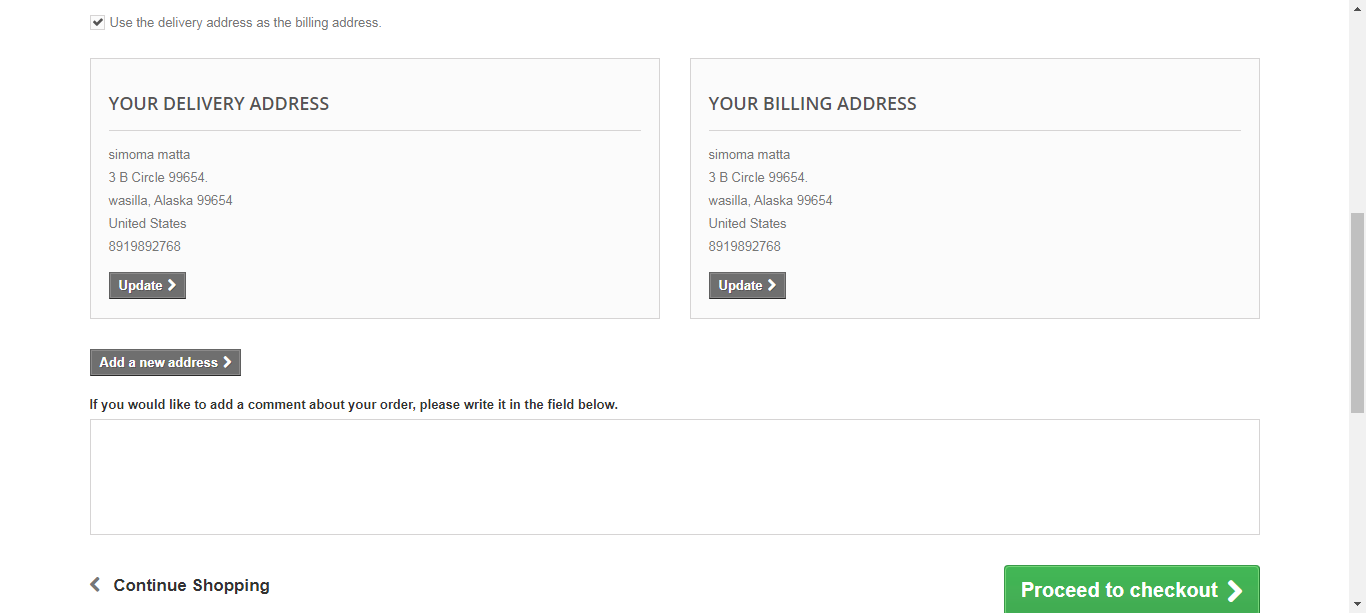 Use the delivery address as the billing address.
YOUR DELIVERY ADDRESS
simoma matta
3 B Circle 99654.
wasilla, Alaska 99654
United States
8919892768
Update
YOUR BILLING ADDRESS
simoma matta
3 B Circle 99654.
wasilla, Alaska 99654
United States
8919892768
Update
Add a new address
If you would like to add a comment about your order, please write it in the field below.
Continue Shopping
Proceed to checkout